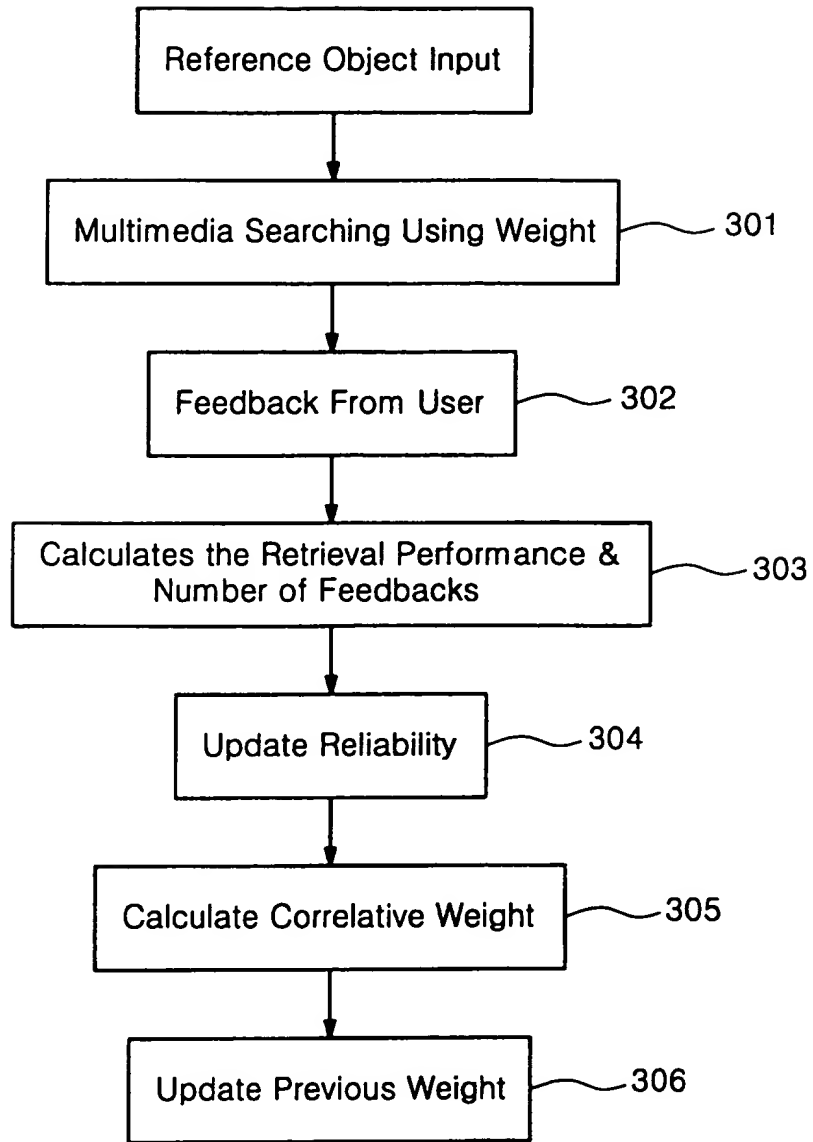 Reference Object Input
Multimedia Searching Using Weight
301
Feedback From User
302
Calculates the Retrieval Performance &
Number of Feedbacks
303
Update Reliability
304
Calculate Correlative Weight
305
Update Previous Weight
306